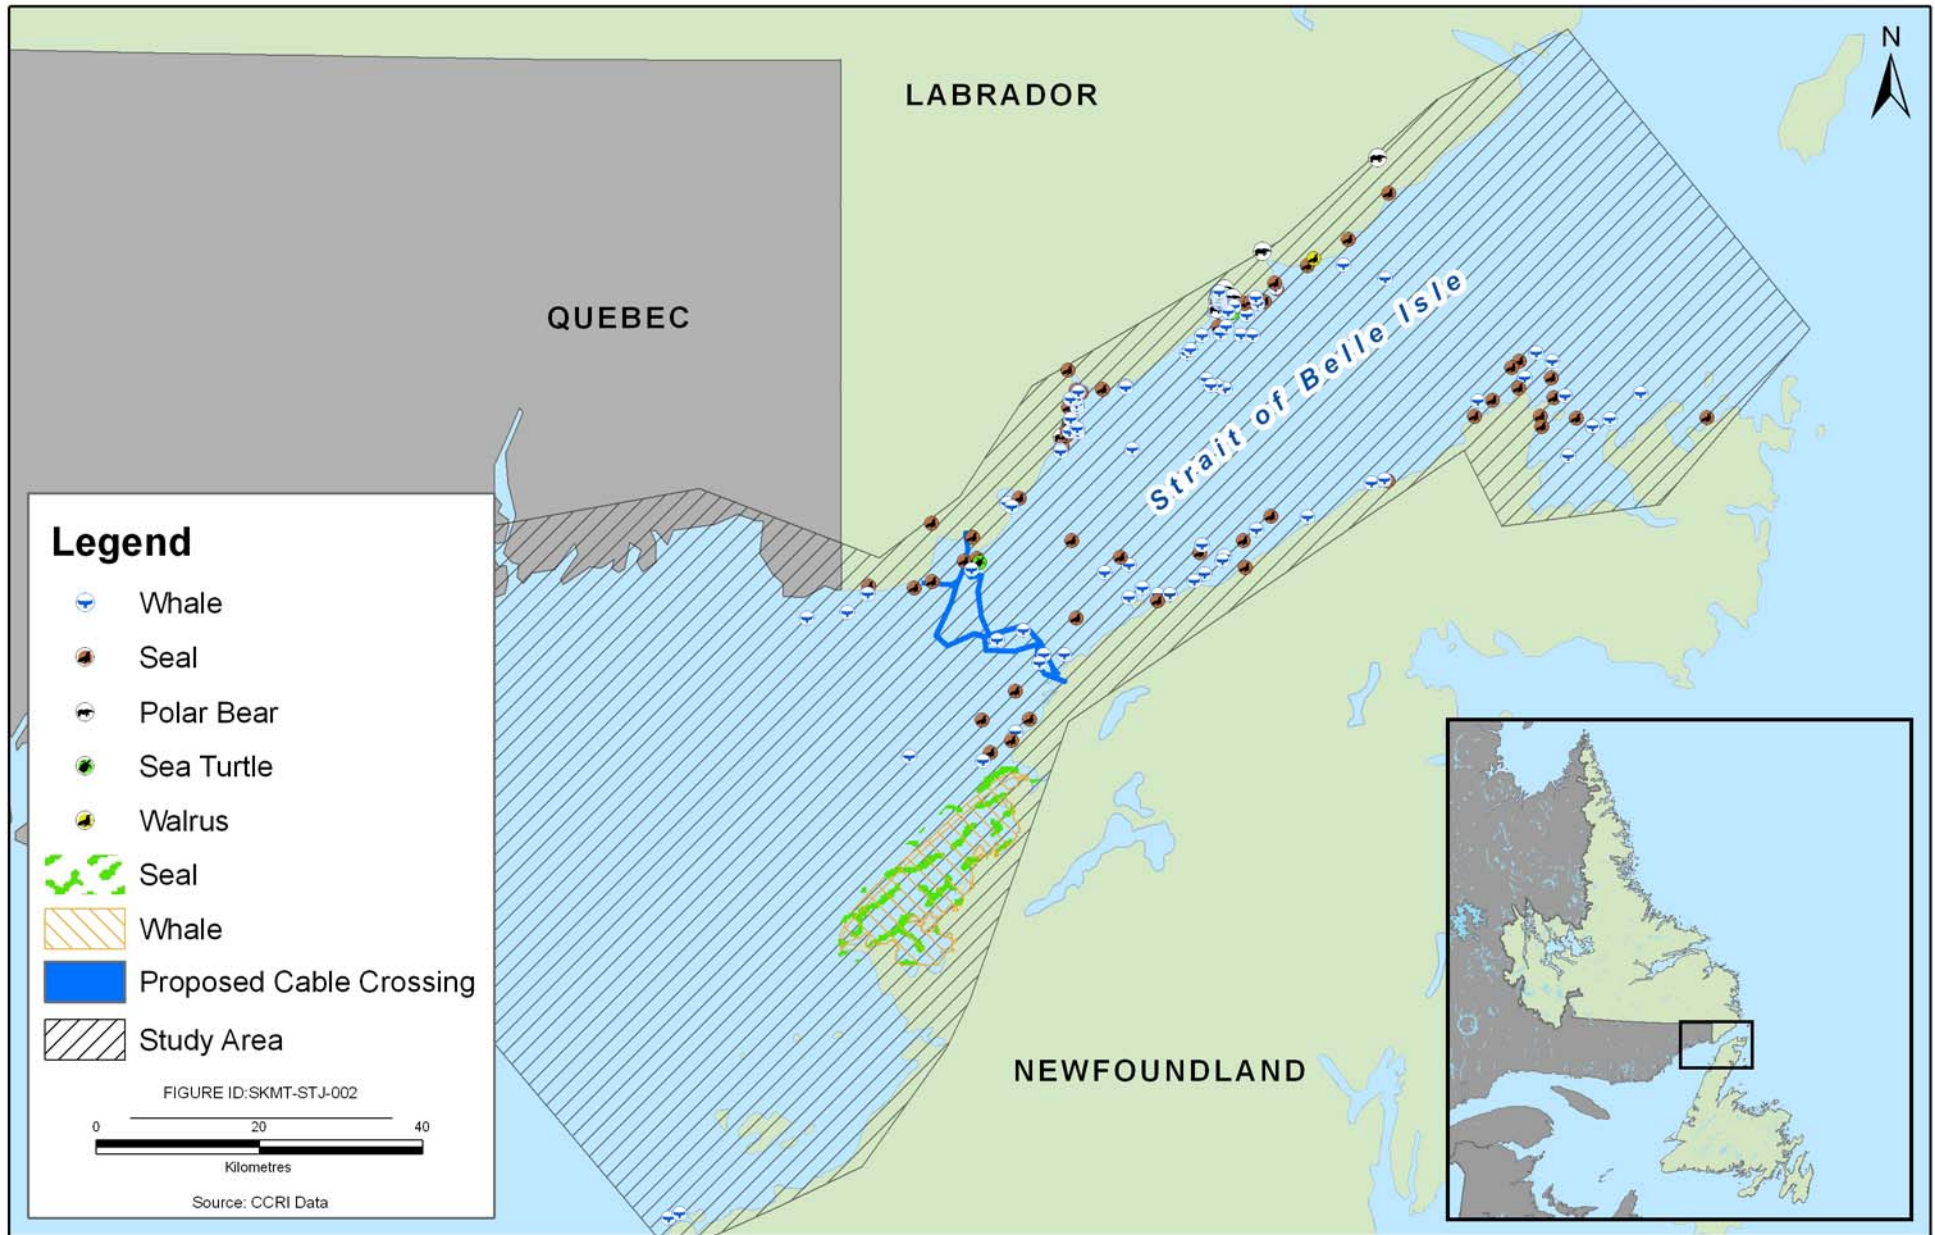 N
LABRADOR
QUEBEC
Strait of Belle Isle
Legend
Whale
Seal
Polar Bear
Sea Turtle
Walrus
Seal
Whale
Proposed Cable Crossing
Study Area
FIGURE ID:SKMT-STJ-002
0 20 40
Kilometres
Source: CCRI Data
NEWFOUNDLAND